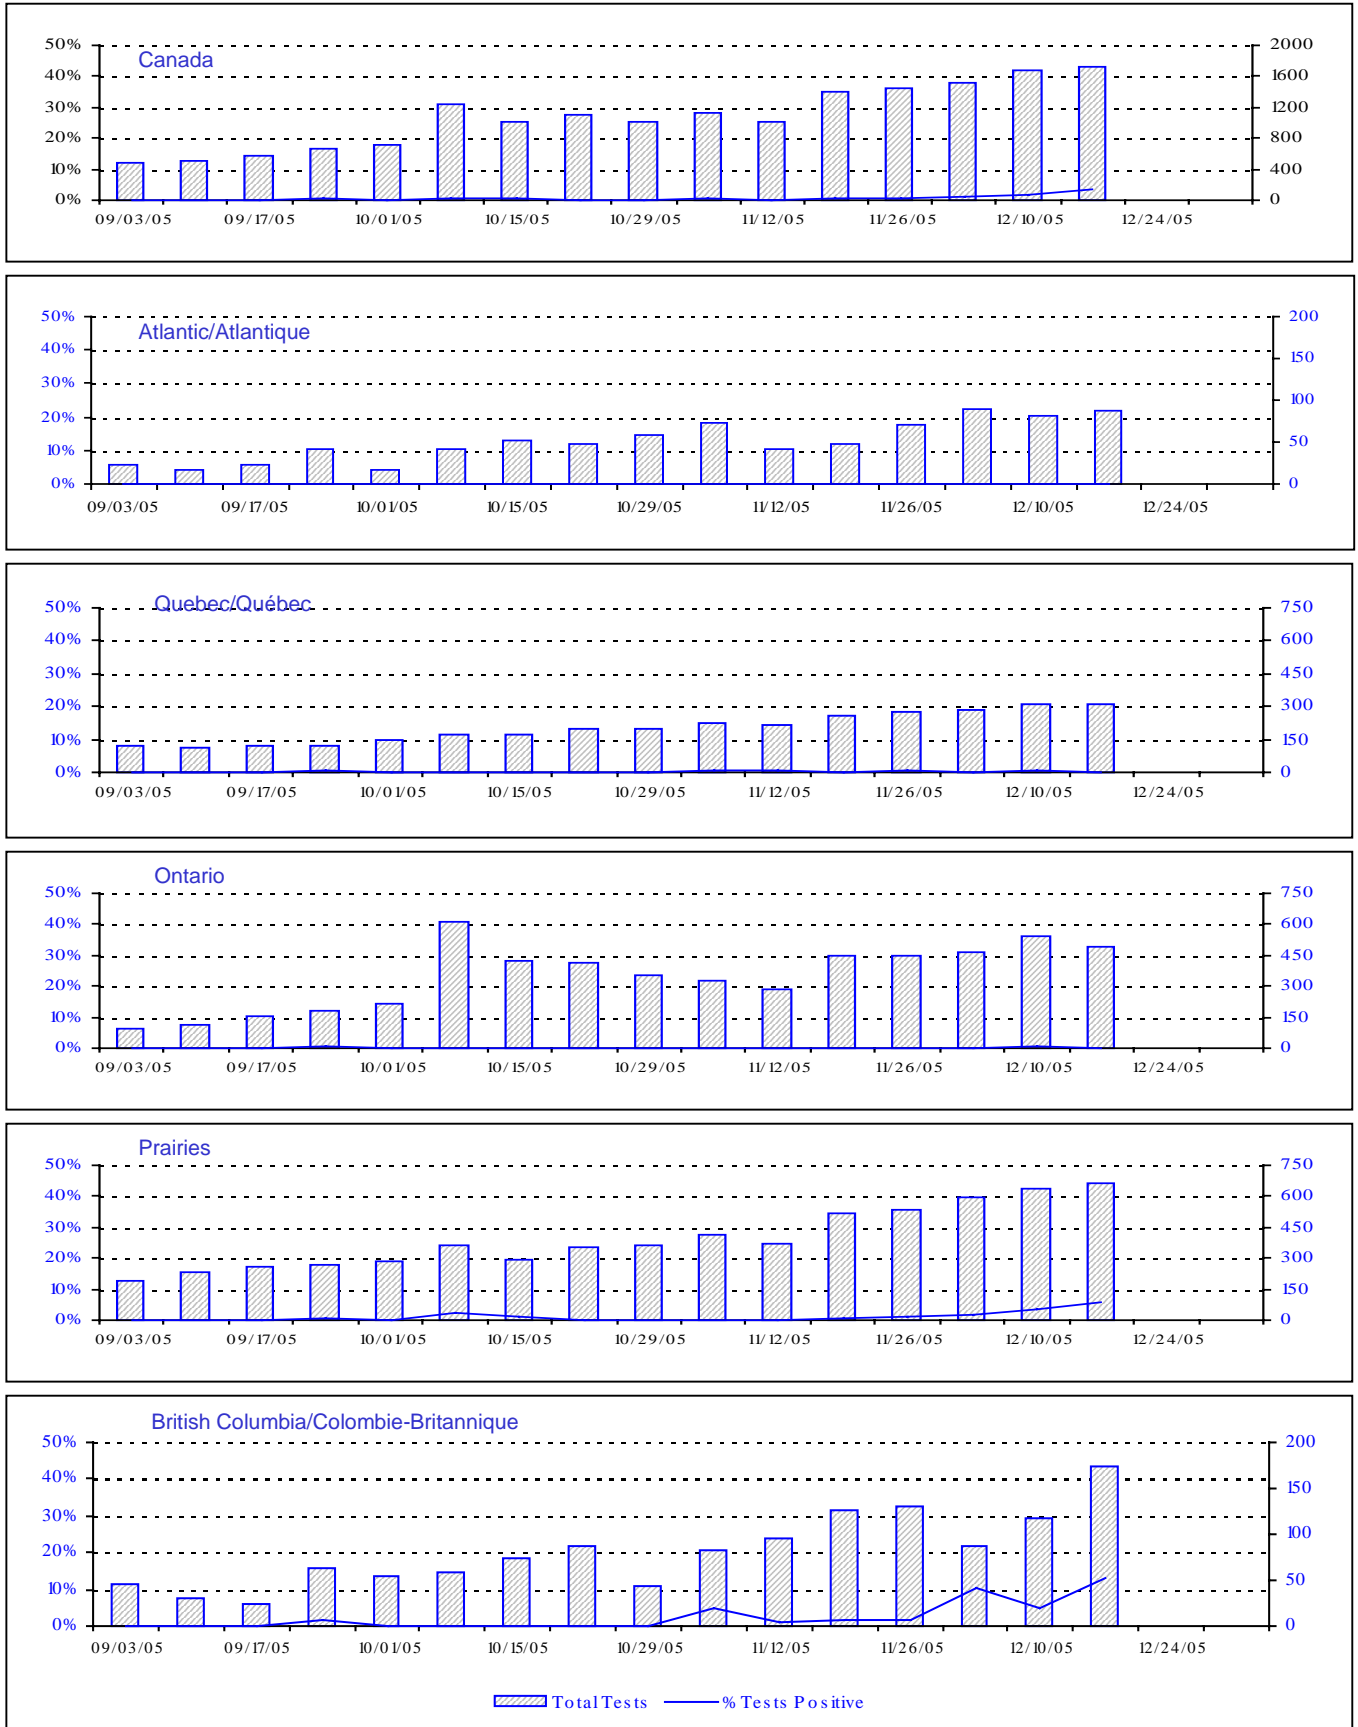 Canada
50% 2000
40% 1600
30% 1200
20% 800
10% 400
0% 0
09/03/05 09/17/05 10/01/05 10/15/05 10/29/05 11/12/05 11/26/05 12/10/05 12/24/05
Atlantic/Atlantique
50% 200
40% 150
30%
20% 100
10% 50
0% 0
09/03/05 09/17/05 10/01/05 10/15/05 10/29/05 11/12/05 11/26/05 12/10/05 12/24/05
Quebec/Québec
50% 750
40% 600
30% 450
20% 300
10% 150
0% 0
09/03/05 09/17/05 10/01/05 10/15/05 10/29/05 11/12/05 11/26/05 12/10/05 12/24/05
Ontario
50% 750
40% 600
30% 450
20% 300
10% 150
0% 0
09/03/05 09/17/05 10/01/05 10/15/05 10/29/05 11/12/05 11/26/05 12/10/05 12/24/05
Prairies
50% 750
40% 600
30% 450
20% 300
10% 150
0% 0
09/03/05 09/17/05 10/01/05 10/15/05 10/29/05 11/12/05 11/26/05 12/10/05 12/24/05
British Columbia/Colombie-Britannique
50% 200
40% 150
30%
20% 100
10% 50
0% 0
09/03/05 09/17/05 10/01/05 10/15/05 10/29/05 11/12/05 11/26/05 12/10/05 12/24/05
Total Tests % Tests Positive